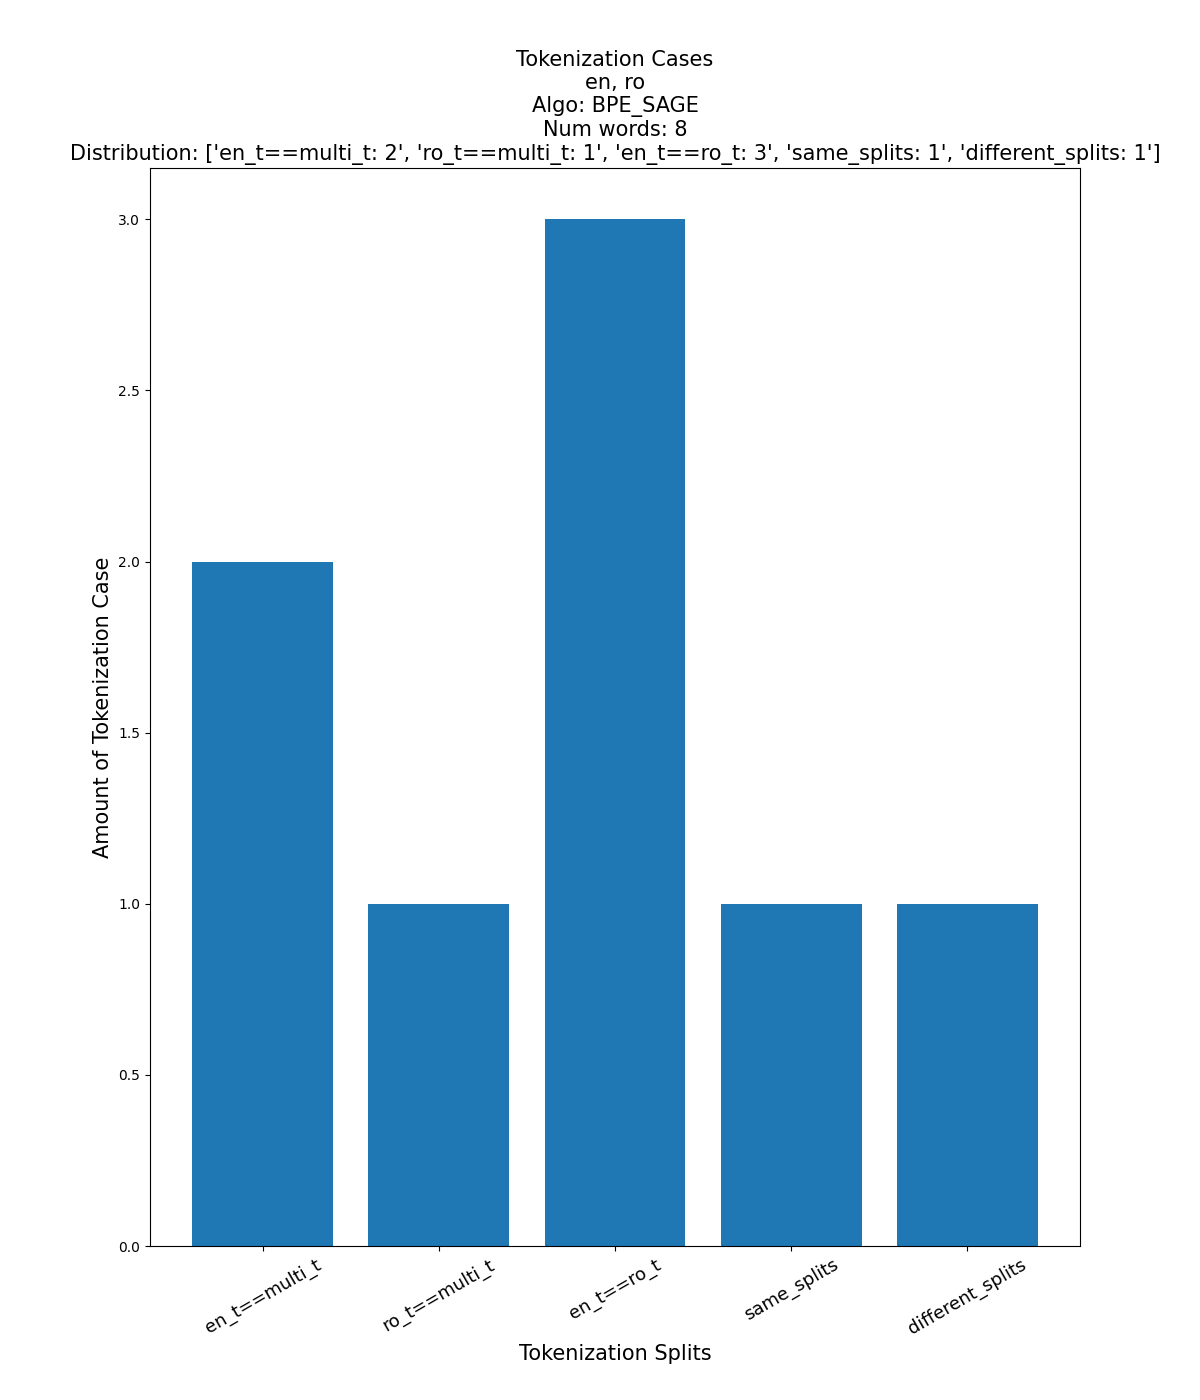 Tokenization Cases
en, ro
Algo: BPE_SAGE
Num words: 8
Distribution: ['en_t==multi_t: 2', 'ro_t==multi_t: 1', 'en_t==ro_t: 3', 'same_splits: 1', 'different_splits: 1']
Amount of Tokenization Case
3.0
2.5
2.0
1.5
1.0
0.5
0.0
en_t==multi_t
ro_t==multi_t
en_t==ro_t
same_splits
different_splits
Tokenization Splits